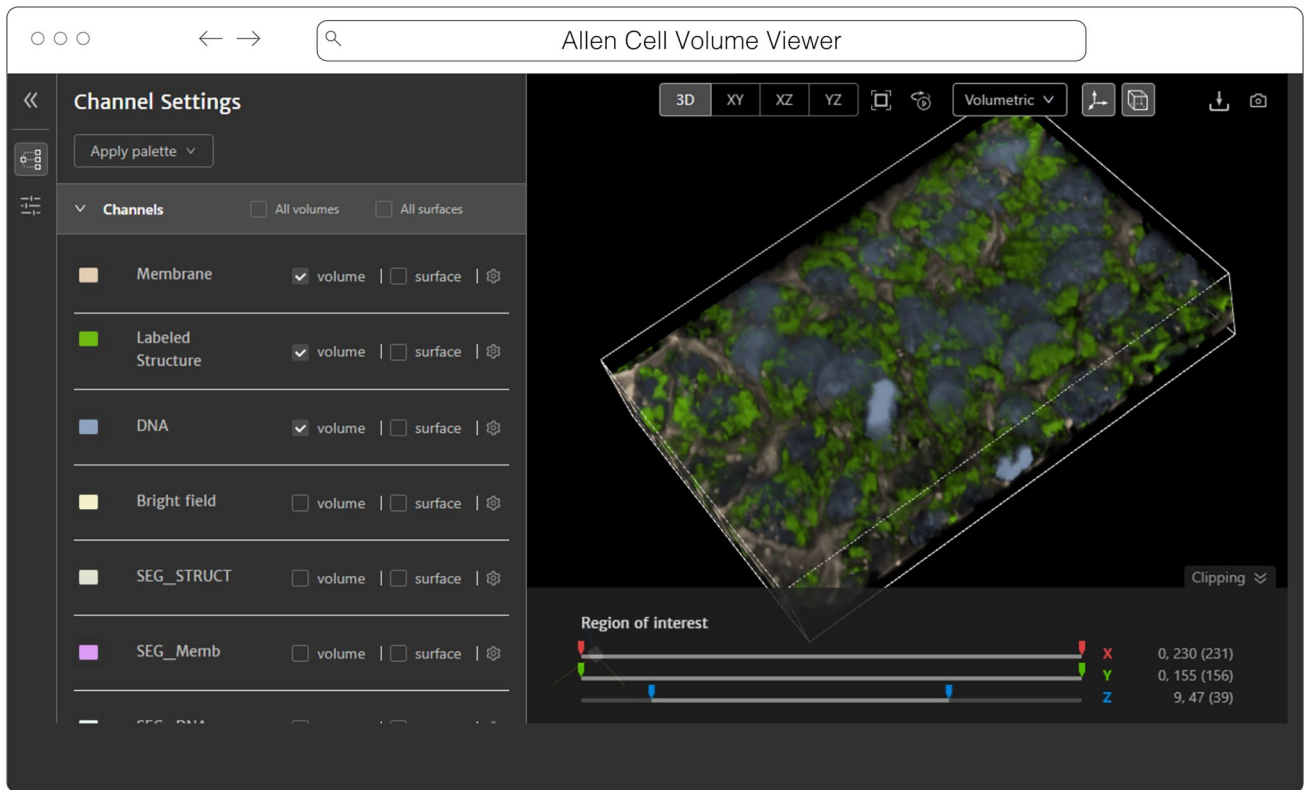 Allen Cell Volume Viewer
Channel Settings
Apply palette
Channels All volumes All surfaces
Membrane volume | surface |
Labeled
Structure volume | surface |
DNA volume | surface |
Bright field volume | surface |
SEG_STRUCT volume | surface |
SEG_Memb volume | surface |
SEG_DNA
3D XY XZ YZ Volumetric
Clipping
Region of interest
X 0, 230 (231)
Y 0, 155 (156)
Z 9, 47 (39)